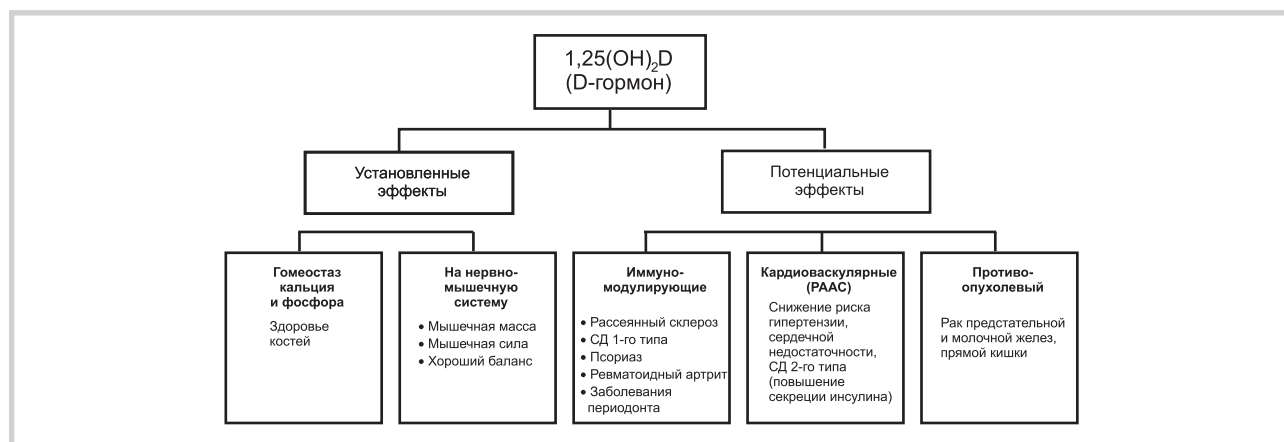 1,25(OH)₂D
(D-гормон)
Установленные
эффекты
Потенциальные
эффекты
Гомеостаз
кальция
и фосфора
Здоровье
костей
На нервно-
мышечную
систему
• Мышечная масса
• Мышечная сила
• Хороший баланс
Иммуно-
модулирующие
• Рассеянный склероз
• СД 1-го типа
• Псориаз
• Ревматоидный артрит
• Заболевания
периодонта
Кардиоваскулярные
(РААС)
Снижение риска
гипертензии,
сердечной
недостаточности,
СД 2-го типа
(повышение
секреции инсулина)
Противо-
опухолевый
Рак предстательной
и молочной желез,
прямой кишки